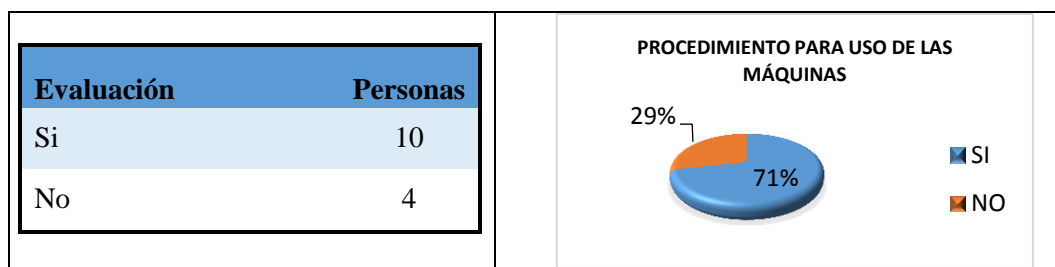 Evaluación Personas
Si 10
No 4
PROCEDIMIENTO PARA USO DE LAS
MÁQUINAS
29%
71%
SI
NO